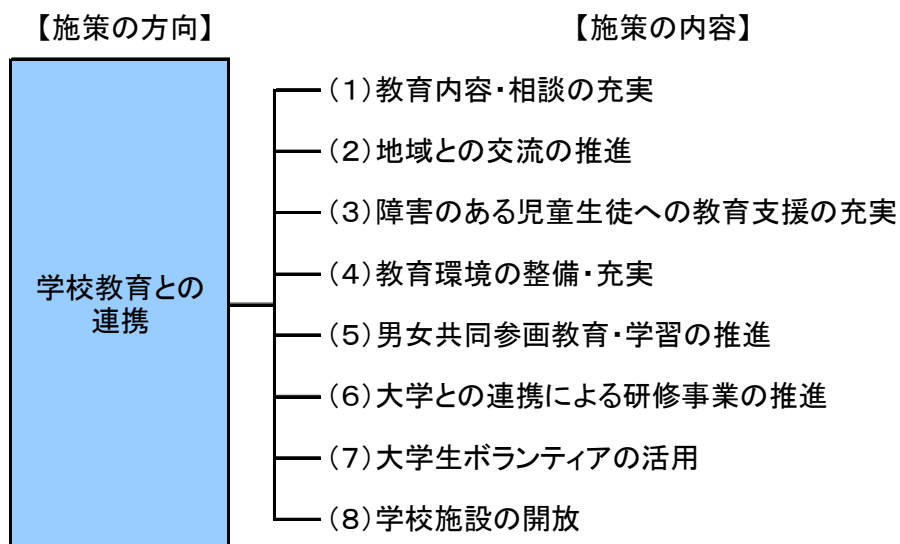 【施策の方向】
【施策の内容】
学校教育との
連携
(１)教育内容・相談の充実
(２)地域との交流の推進
(３)障害のある児童生徒への教育支援の充実
(４)教育環境の整備・充実
(５)男女共同参画教育・学習の推進
(６)大学との連携による研修事業の推進
(７)大学生ボランティアの活用
(８)学校施設の開放